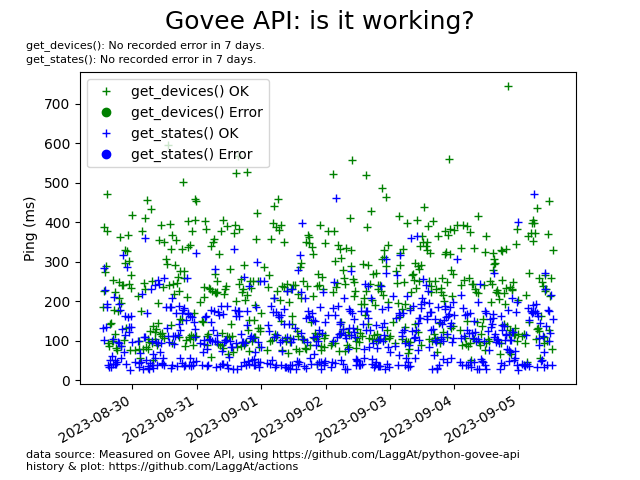 Govee API: is it working?
get_devices(): No recorded error in 7 days.
get_states(): No recorded error in 7 days.
get_devices() OK
get_devices() Error
get_states() OK
get_states() Error
Ping (ms)
700
600
500
400
300
200
100
0
2023-08-30
2023-08-31
2023-09-01
2023-09-02
2023-09-03
2023-09-04
2023-09-05
data source: Measured on Govee API, using https://github.com/LaggAt/python-govee-api
history & plot: https://github.com/LaggAt/actions